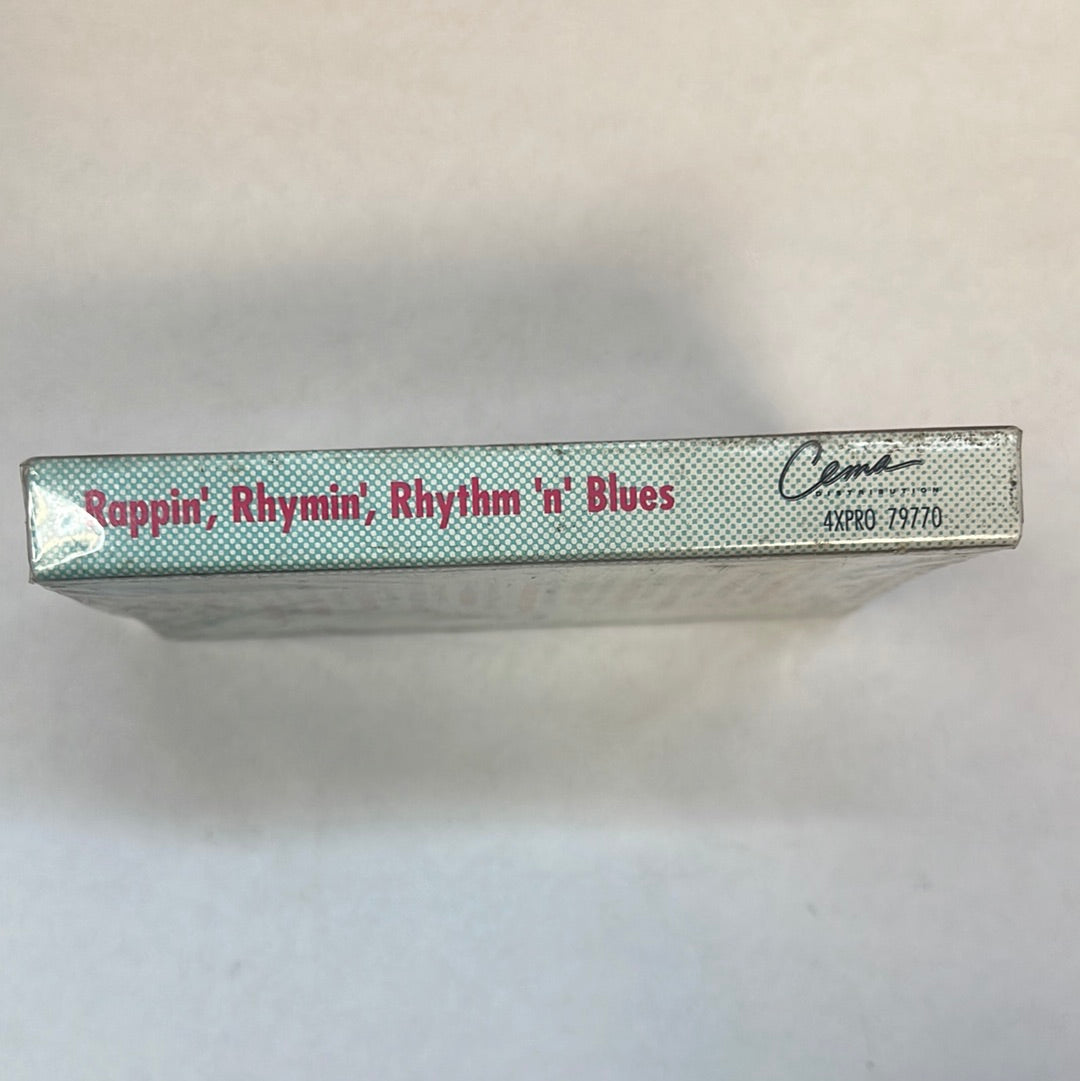 Rappin', Rhymin', Rhythm 'n' Blues
Cema
DISTRIBUTION
4XPRO 79770